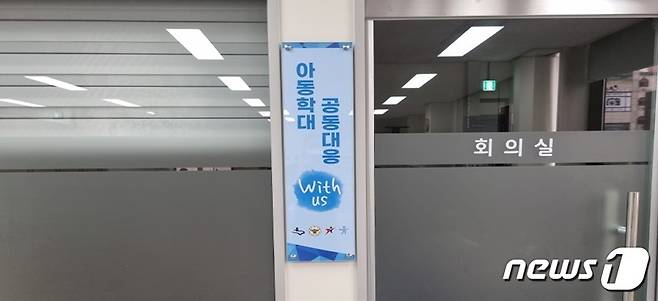 아동학대
공동대응
With
us
회의실
news1